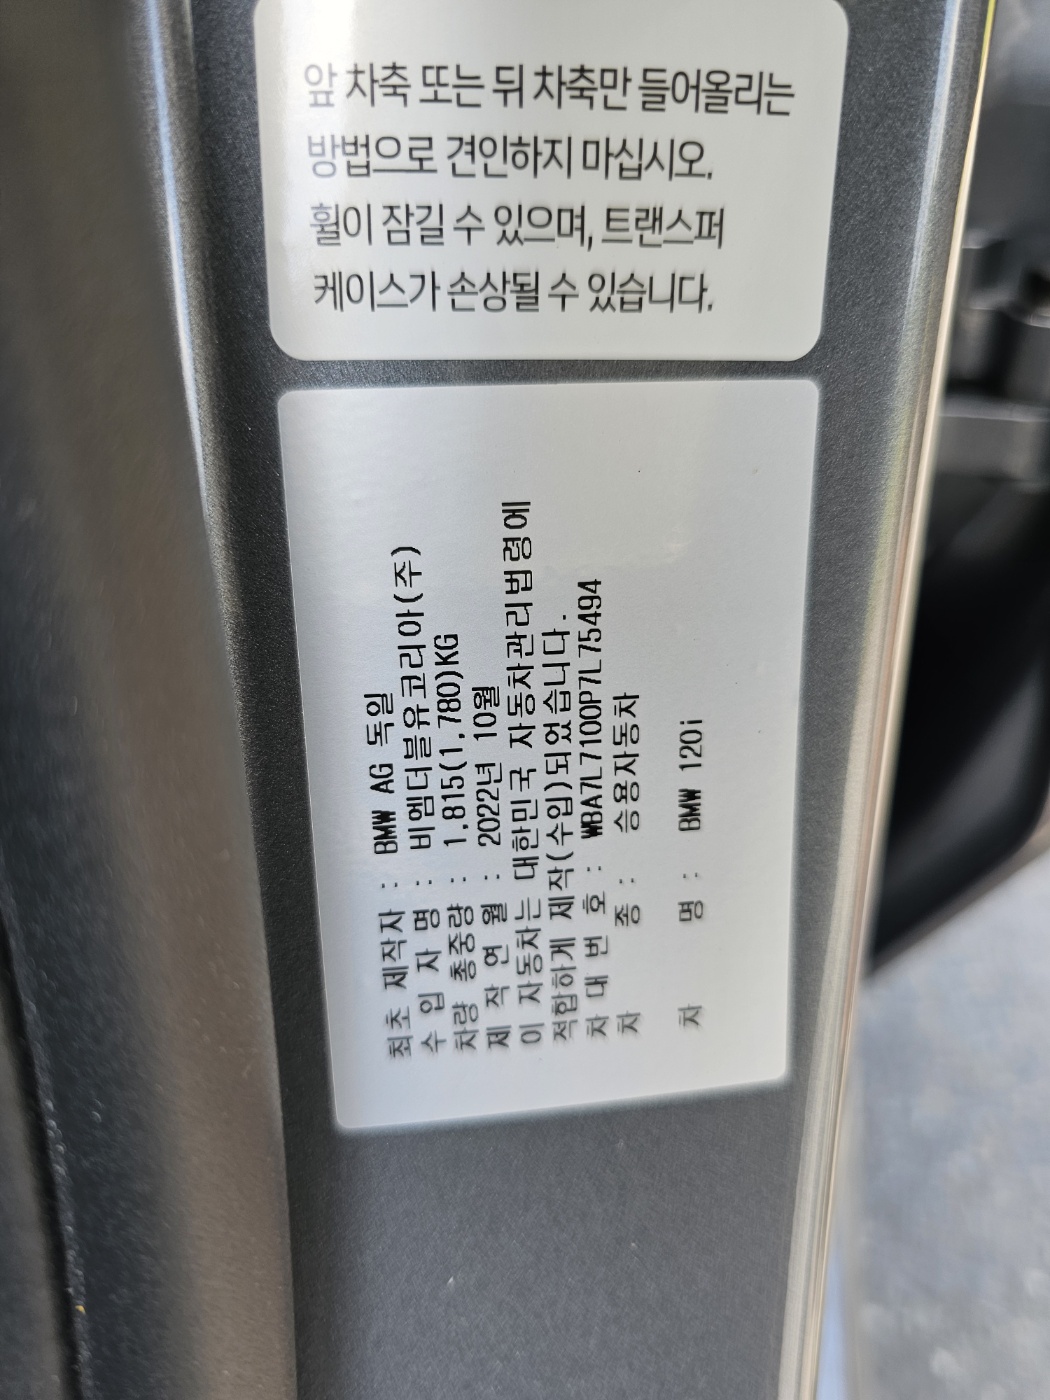 앞 차축 또는 뒤 차축만 들어올리는
방법으로 견인하지 마십시오.
휠이 잠길 수 있으며, 트랜스퍼
케이스가 손상될 수 있습니다.
최초 제작자 : BMW AG 독일
수 입 자 명 : 비엠더블유코리아(주)
차량 총중량 : 1,815(1,780)KG
제 작 연 월 : 2022년 10월
이 자동차는 대한민국 자동차관리법령에
적합하게 제작(수입)되었습니다.
차 대 번 호 : WBA7L7100P7L75494
차 종 : 승용자동차
차 명 : BMW 120i